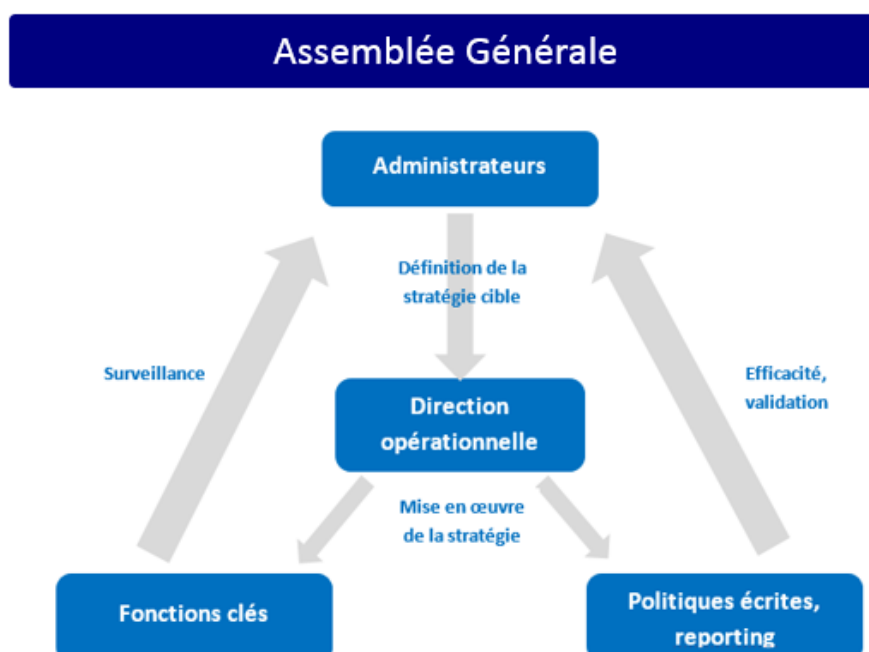 Assemblée Générale
Administrateurs
Définition de la
stratégie cible
Surveillance
Efficacité,
validation
Direction
opérationnelle
Mise en œuvre
de la stratégie
Fonctions clés
Politiques écrites,
reporting